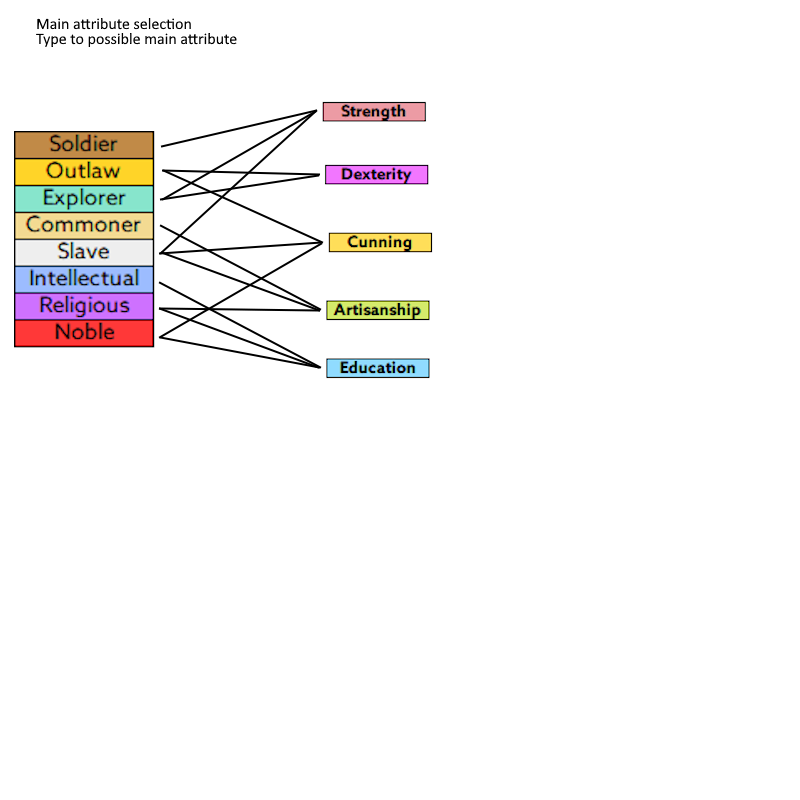 Main attribute selection
Type to possible main attribute
Strength
Soldier
Outlaw
Dexterity
Explorer
Commoner
Cunning
Slave
Intellectual
Religious
Artisanship
Noble
Education